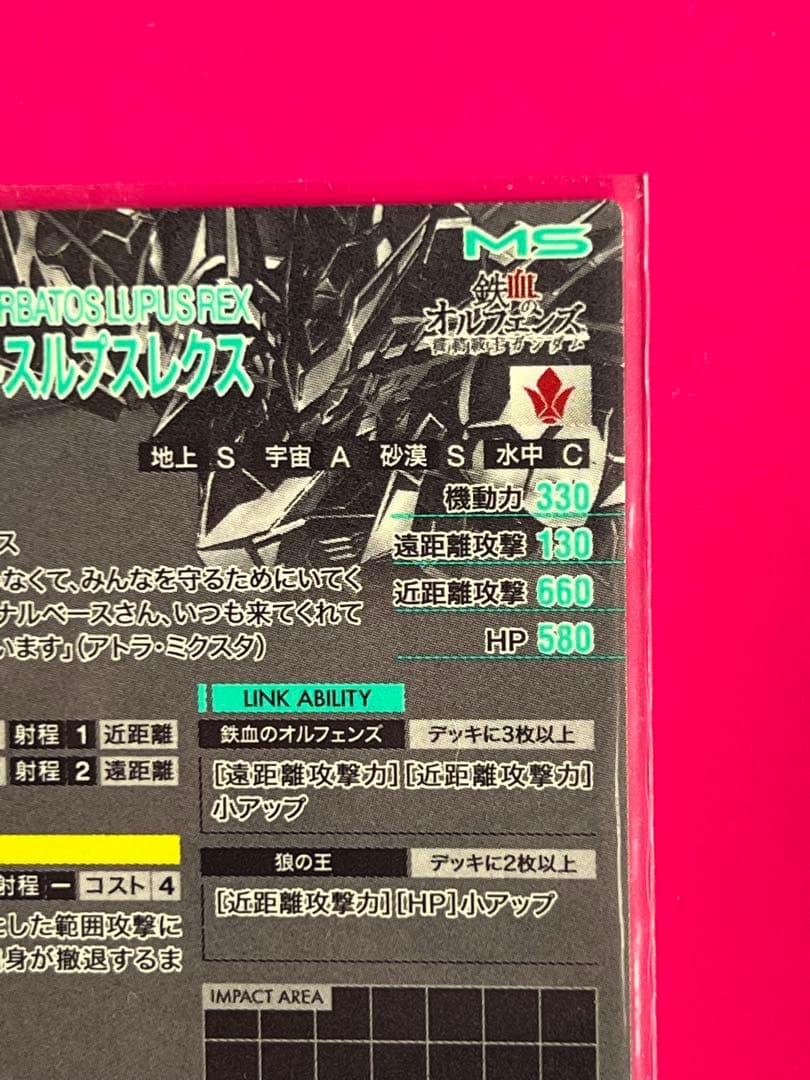 MS
RBATOS LUPUS REX
スルプスレクス
鉄血の
オルフェンズ
機動戦士ガンダム
地上 S 宇宙 A 砂漠 S 水中 C
機動力 330
遠距離攻撃 130
近距離攻撃 660
HP 580
ス
なくて、みんなを守るためにいてく
ナルベースさん、いつも来てくれて
います」(アトラ・ミクスタ)
射程 1 近距離
射程 2 遠距離
射程 ー コスト 4
した範囲攻撃に
身が撤退するま
LINK ABILITY
鉄血のオルフェンズ デッキに3枚以上
[遠距離攻撃力][近距離攻撃力]
小アップ
狼の王 デッキに2枚以上
[近距離攻撃力][HP]小アップ
IMPACT AREA